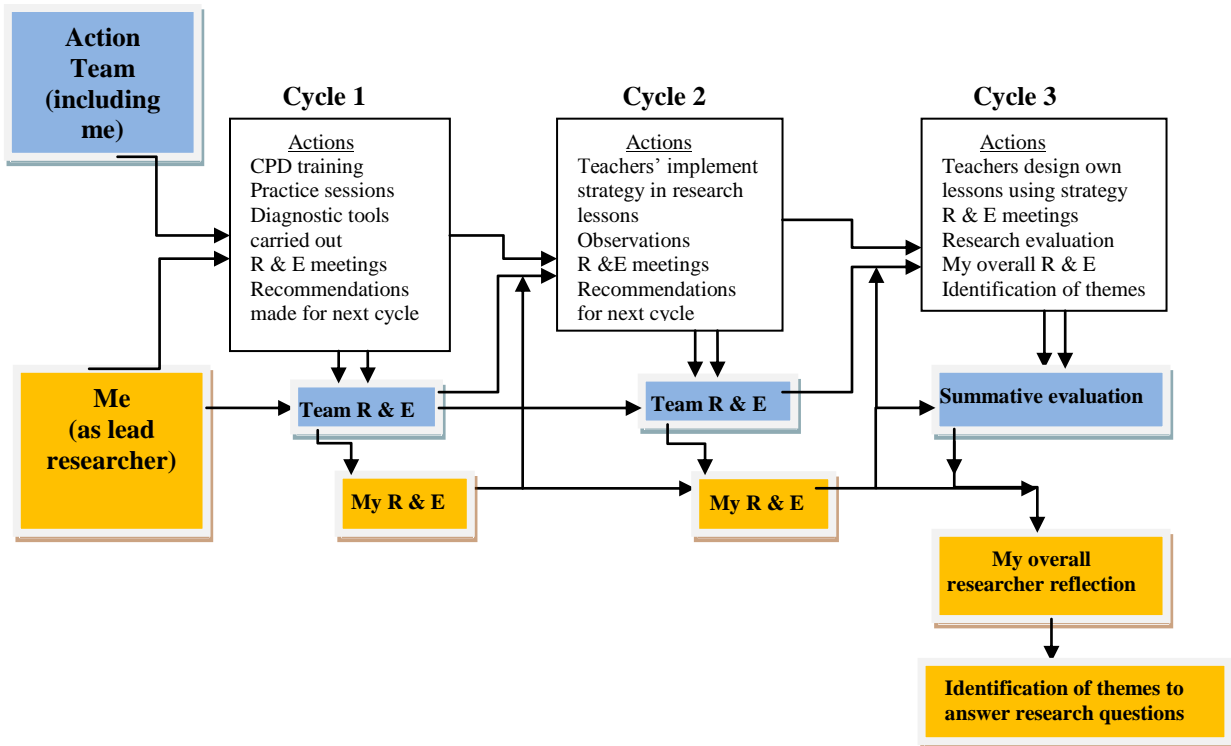 Action
Team
(including
me)
Cycle 1
Cycle 2
Cycle 3
Actions
CPD training
Practice sessions
Diagnostic tools
carried out
R & E meetings
Recommendations
made for next cycle
Actions
Teachers’ implement
strategy in research
lessons
Observations
R &E meetings
Recommendations
for next cycle
Actions
Teachers design own
lessons using strategy
R & E meetings
Research evaluation
My overall R & E
Identification of themes
Me
(as lead
researcher)
Team R & E
Team R & E
Summative evaluation
My R & E
My R & E
My overall
researcher reflection
Identification of themes to
answer research questions